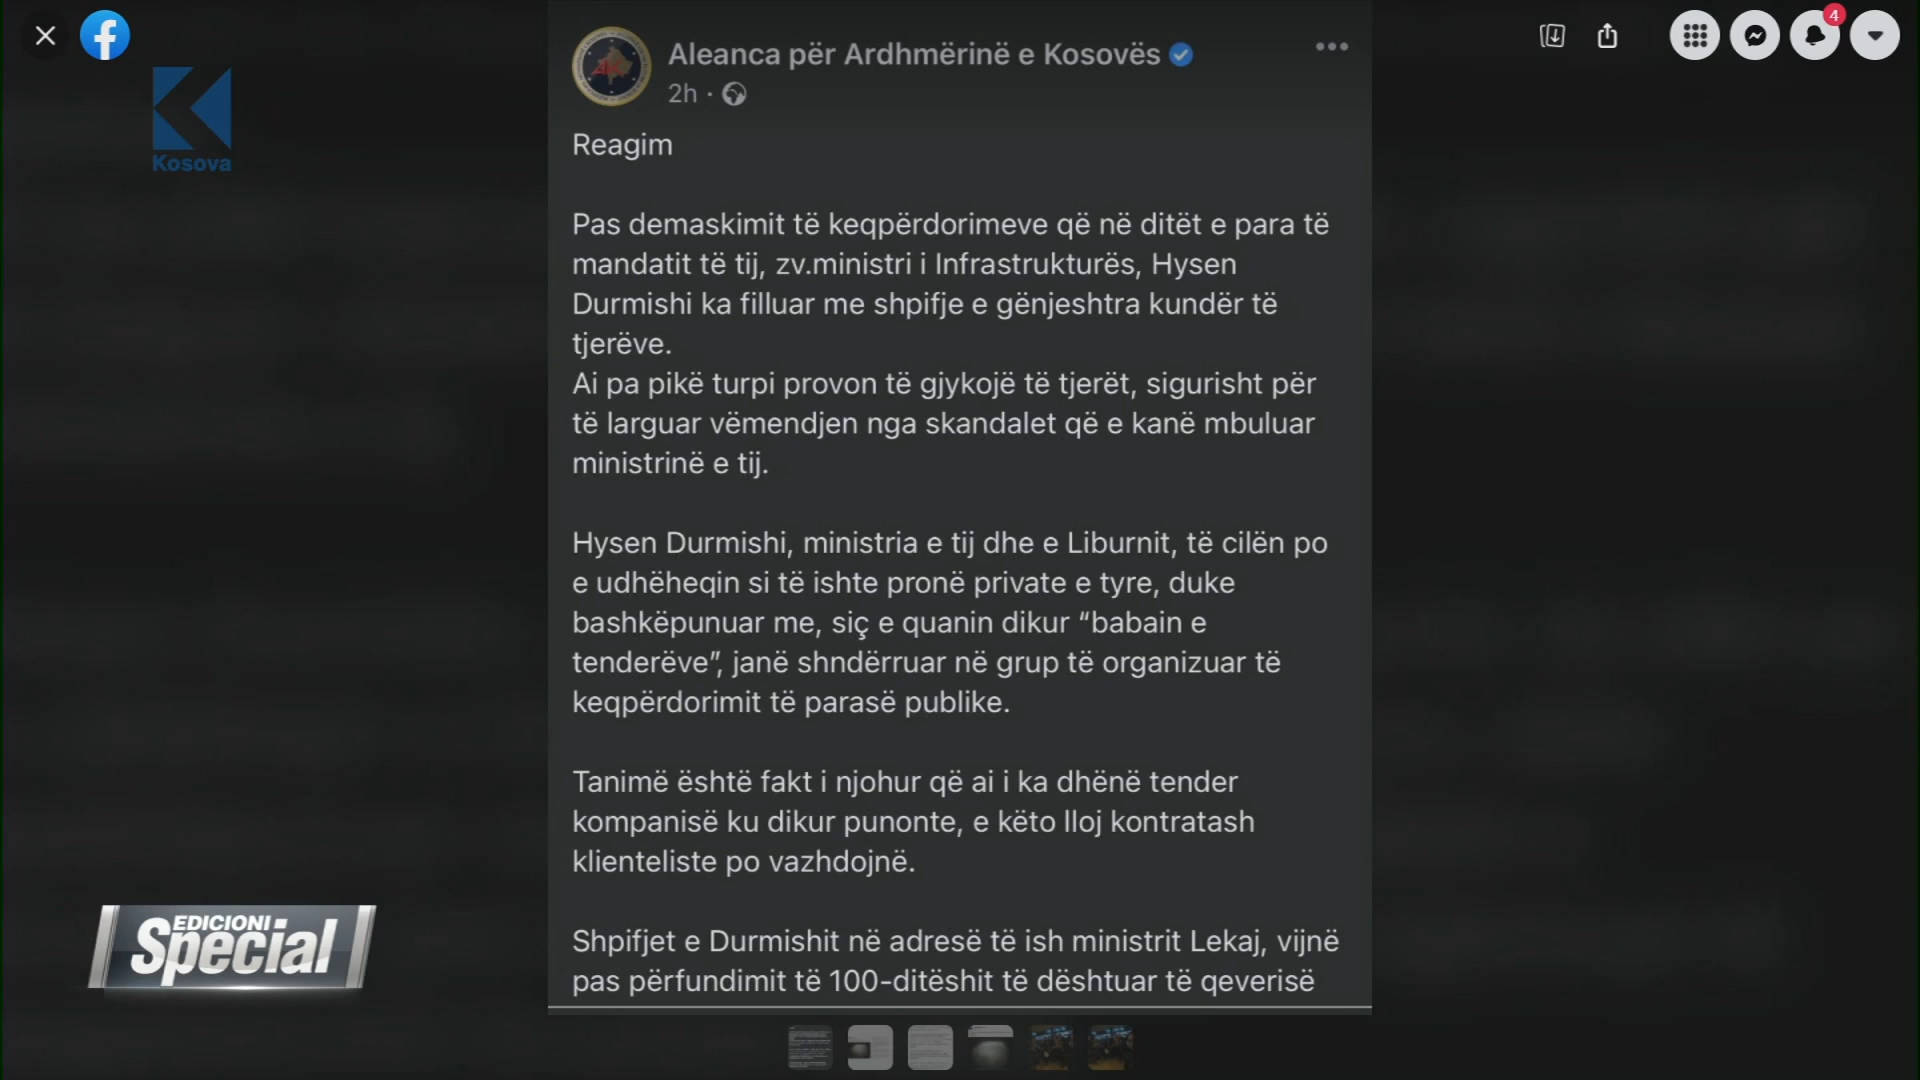 4
Kosova
Aleanca për Ardhmërinë e Kosovës
2h ·
Reagim
Pas demaskimit të keqpërdorimeve që në ditët e para të
mandatit të tij, zv.ministri i Infrastrukturës, Hysen
Durmishi ka filluar me shpifje e gënjeshtra kundër të
tjerëve.
Ai pa pikë turpi provon të gjykojë të tjerët, sigurisht për
të larguar vëmendjen nga skandalet që e kanë mbuluar
ministrinë e tij.
Hysen Durmishi, ministria e tij dhe e Liburnit, të cilën po
e udhëheqin si të ishte pronë private e tyre, duke
bashkëpunuar me, siç e quanin dikur “babain e
tenderëve”, janë shndërruar në grup të organizuar të
keqpërdorimit të parasë publike.
Tanimë është fakt i njohur që ai i ka dhënë tender
kompanisë ku dikur punonte, e këto lloj kontratash
klienteliste po vazhdojnë.
Shpifjet e Durmishit në adresë të ish ministrit Lekaj, vijnë
pas përfundimit të 100-ditëshit të dështuar të qeverisë
EDICIONI
Special